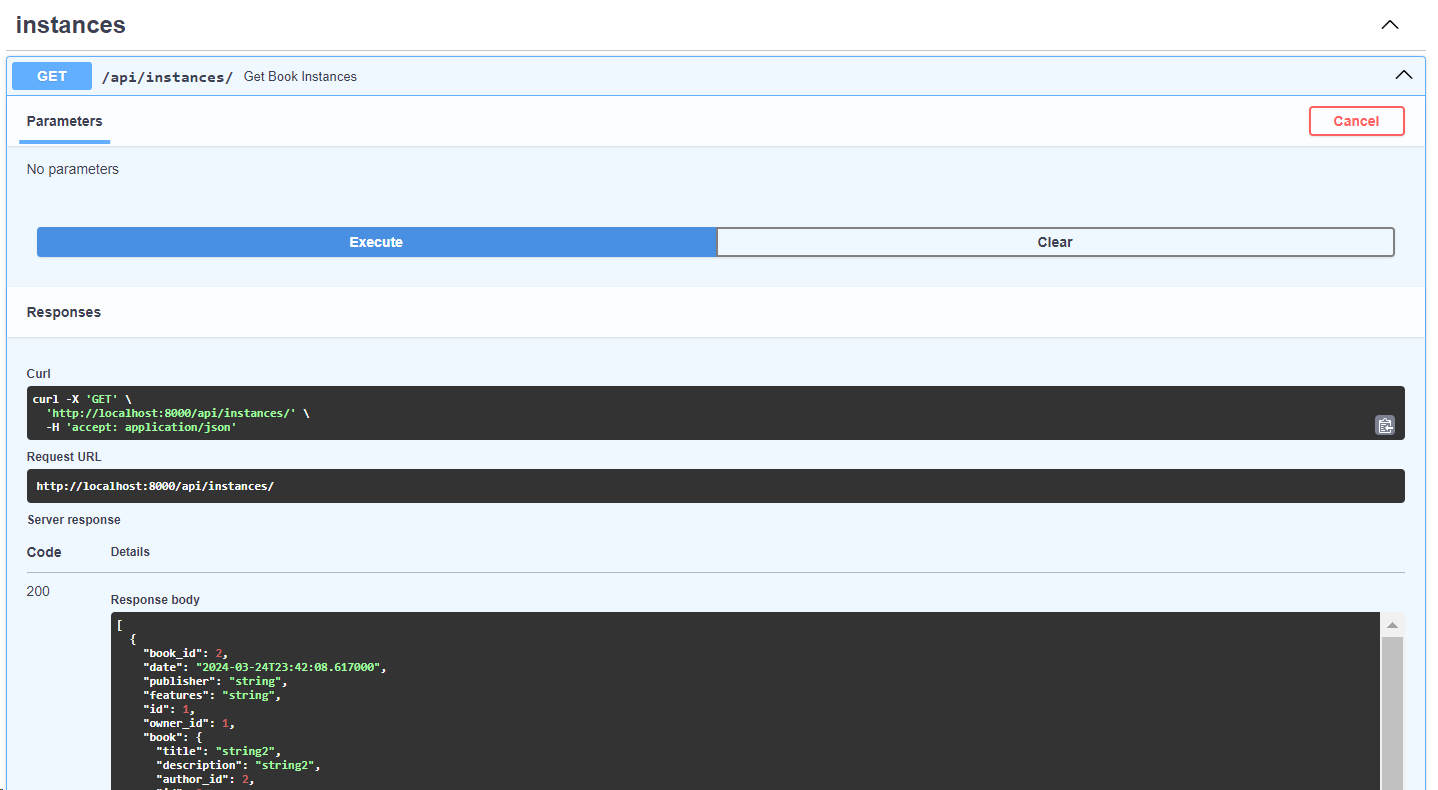 instances
GET /api/instances/ Get Book Instances
Parameters Cancel
No parameters
Execute Clear
Responses
Curl
curl -X 'GET' \
  'http://localhost:8000/api/instances/' \
  -H 'accept: application/json'
Request URL
http://localhost:8000/api/instances/
Server response
Code Details
200
Response body
[
  {
    "book_id": 2,
    "date": "2024-03-24T23:42:08.617000",
    "publisher": "string",
    "features": "string",
    "id": 1,
    "owner_id": 1,
    "book": {
      "title": "string2",
      "description": "string2",
      "author_id": 2,